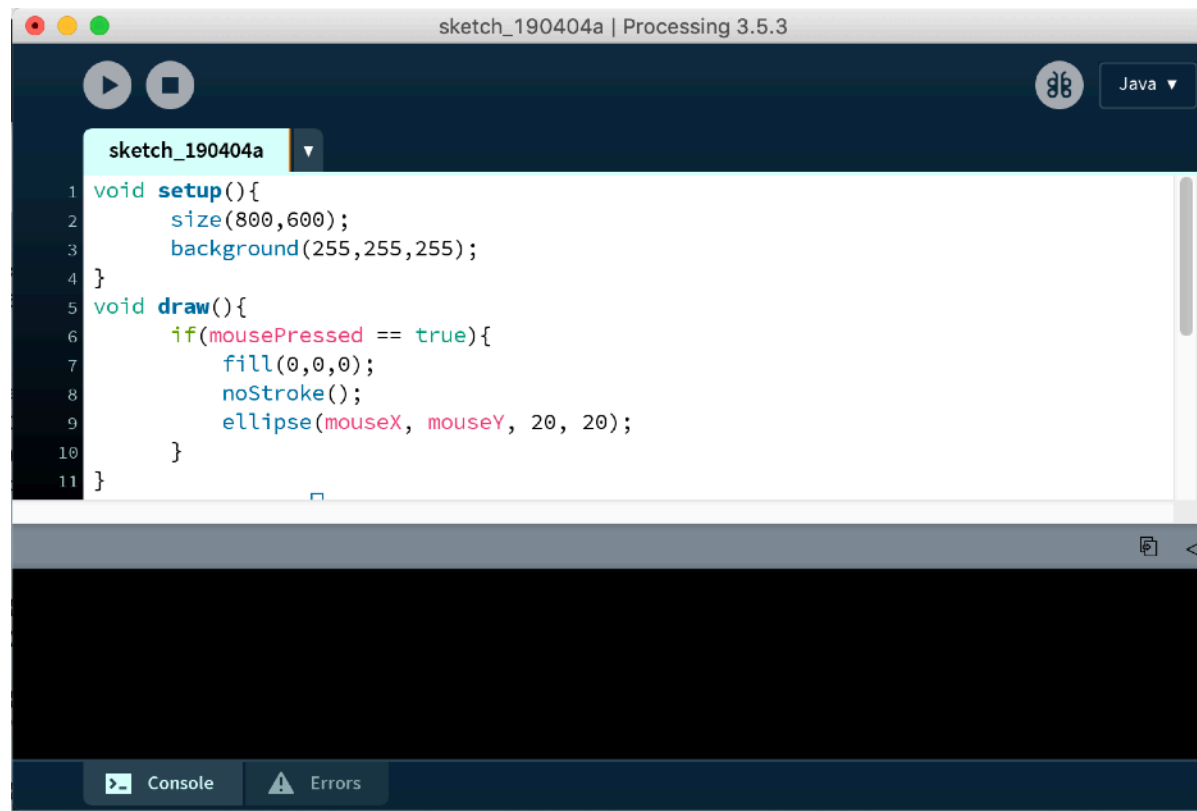 sketch_190404a | Processing 3.5.3
Java ▼
sketch_190404a ▼
1 void setup(){
2 size(800,600);
3 background(255,255,255);
4 }
5 void draw(){
6 if(mousePressed == true){
7 fill(0,0,0);
8 noStroke();
9 ellipse(mouseX, mouseY, 20, 20);
10 }
11 }
>_ Console Errors